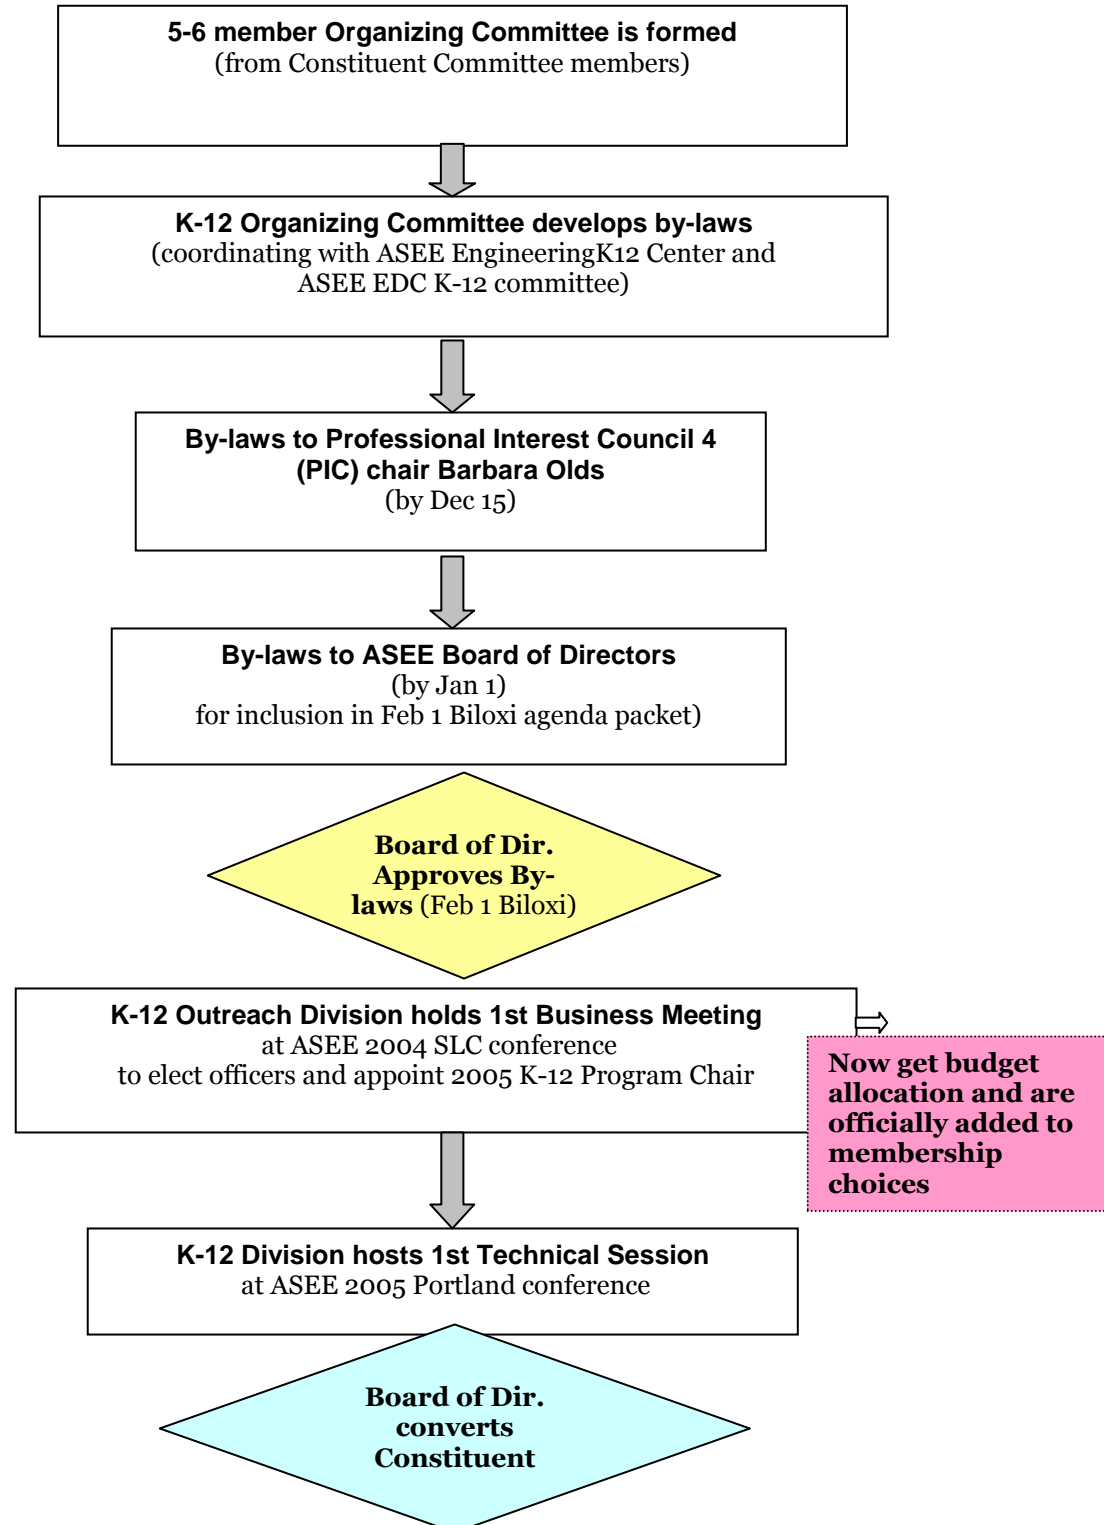 5-6 member Organizing Committee is formed
(from Constituent Committee members)
K-12 Organizing Committee develops by-laws
(coordinating with ASEE EngineeringK12 Center and
ASEE EDC K-12 committee)
By-laws to Professional Interest Council 4
(PIC) chair Barbara Olds
(by Dec 15)
By-laws to ASEE Board of Directors
(by Jan 1)
for inclusion in Feb 1 Biloxi agenda packet)
Board of Dir.
Approves By-
laws (Feb 1 Biloxi)
K-12 Outreach Division holds 1st Business Meeting
at ASEE 2004 SLC conference
to elect officers and appoint 2005 K-12 Program Chair
Now get budget
allocation and are
officially added to
membership
choices
K-12 Division hosts 1st Technical Session
at ASEE 2005 Portland conference
Board of Dir.
converts
Constituent